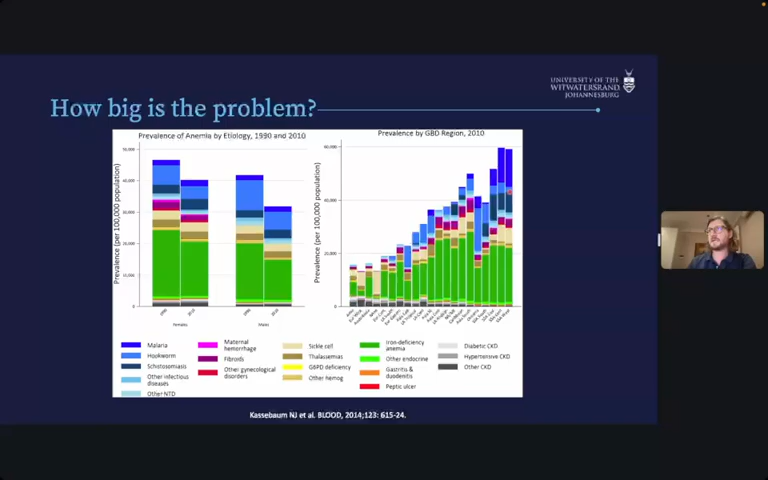 UNIVERSITY OF THE
WITWATERSRAND,
JOHANNESBURG
How big is the problem?
Prevalence of Anemia by Etiology, 1990 and 2010
Prevalence by GBD Region, 2010
Prevalence (per 100,000 population)
Prevalence (per 100,000 population)
1990
2010
1990
2010
Females
Males
Malaria
Hookworm
Schistosomiasis
Other infectious
diseases
Other NTD
Maternal
hemorrhage
Fibroids
Other gynecological
disorders
Sickle cell
Thalassemias
G6PD deficiency
Other hemog
Iron-deficiency
anemia
Other endocrine
Gastritis &
duodenitis
Peptic ulcer
Diabetic CKD
Hypertensive CKD
Other CKD
Kassebaum NJ et al. BLOOD, 2014;123: 615-24.